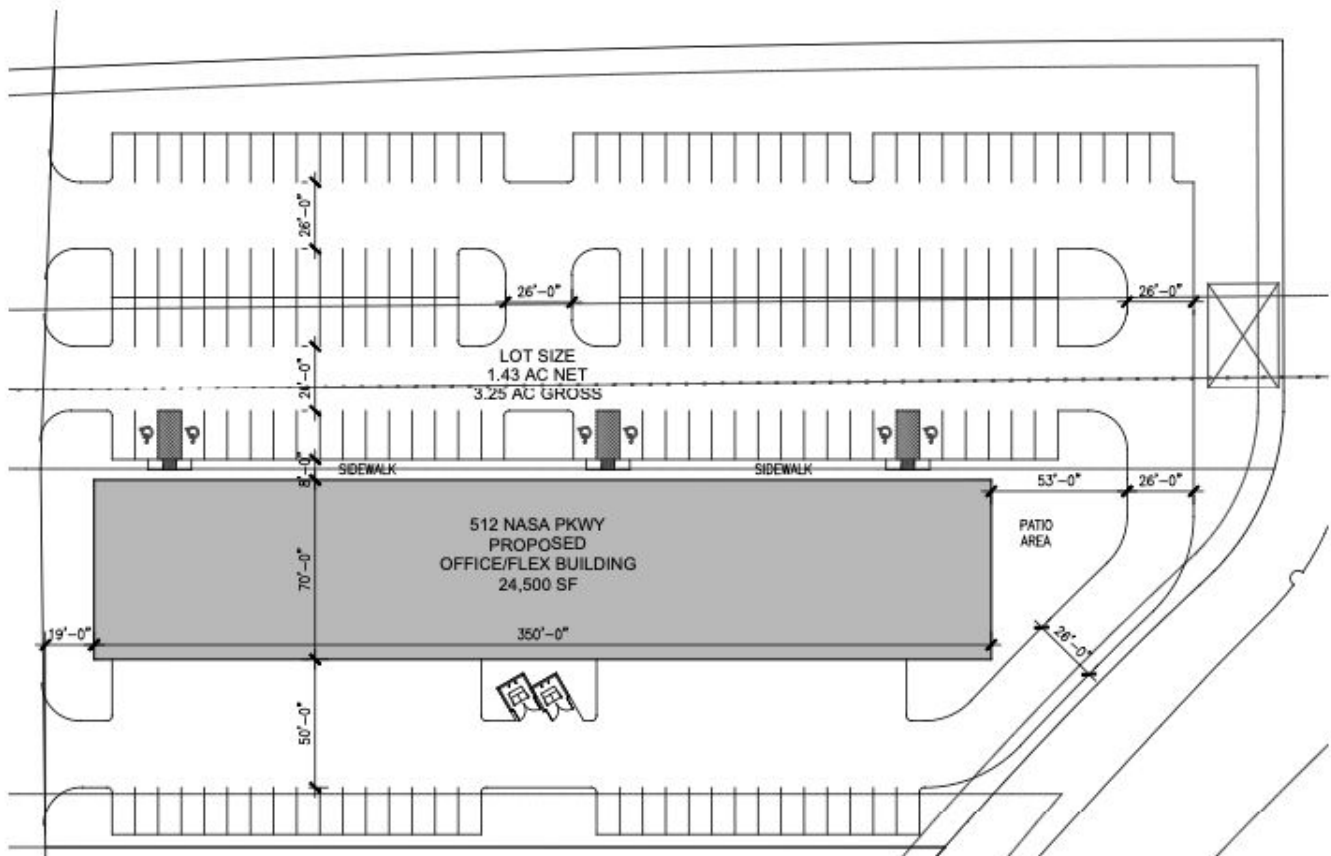 26'-0"
26'-0"
26'-0"
LOT SIZE
1.43 AC NET
3.25 AC GROSS
SIDEWALK
SIDEWALK
8'-0"
53'-0"
26'-0"
512 NASA PKWY
PROPOSED
OFFICE/FLEX BUILDING
24,500 SF
PATIO
AREA
70'-0"
19'-0"
350'-0"
26'-0"
50'-0"